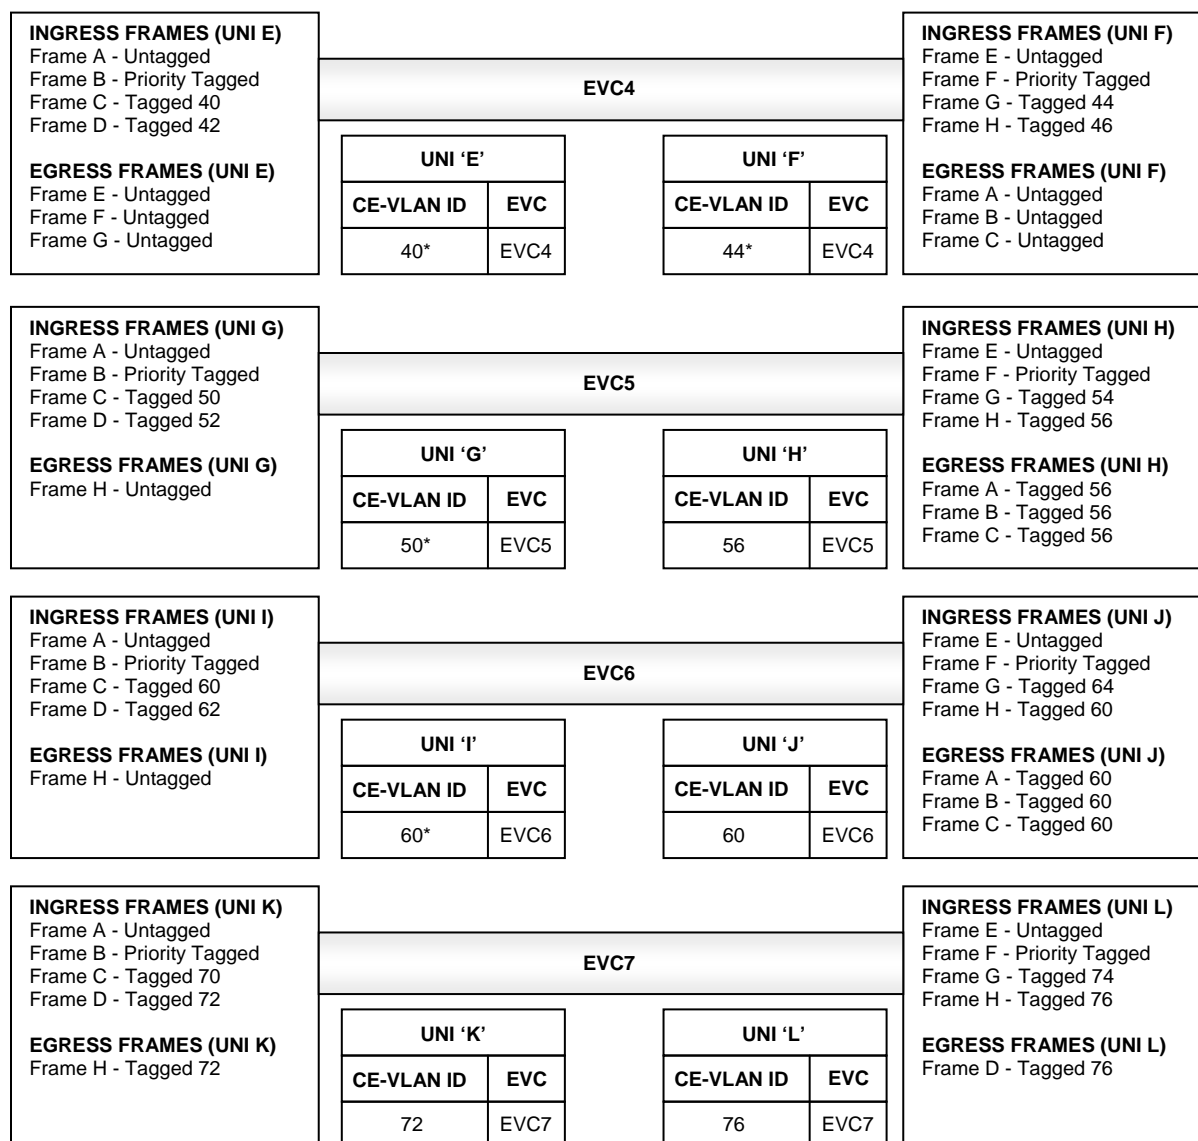 INGRESS FRAMES (UNI E)
Frame A - Untagged
Frame B - Priority Tagged
Frame C - Tagged 40
Frame D - Tagged 42
EGRESS FRAMES (UNI E)
Frame E - Untagged
Frame F - Untagged
Frame G - Untagged
EVC4
UNI ‘E’
CE-VLAN ID EVC
40* EVC4
UNI ‘F’
CE-VLAN ID EVC
44* EVC4
INGRESS FRAMES (UNI F)
Frame E - Untagged
Frame F - Priority Tagged
Frame G - Tagged 44
Frame H - Tagged 46
EGRESS FRAMES (UNI F)
Frame A - Untagged
Frame B - Untagged
Frame C - Untagged
INGRESS FRAMES (UNI G)
Frame A - Untagged
Frame B - Priority Tagged
Frame C - Tagged 50
Frame D - Tagged 52
EGRESS FRAMES (UNI G)
Frame H - Untagged
EVC5
UNI ‘G’
CE-VLAN ID EVC
50* EVC5
UNI ‘H’
CE-VLAN ID EVC
56 EVC5
INGRESS FRAMES (UNI H)
Frame E - Untagged
Frame F - Priority Tagged
Frame G - Tagged 54
Frame H - Tagged 56
EGRESS FRAMES (UNI H)
Frame A - Tagged 56
Frame B - Tagged 56
Frame C - Tagged 56
INGRESS FRAMES (UNI I)
Frame A - Untagged
Frame B - Priority Tagged
Frame C - Tagged 60
Frame D - Tagged 62
EGRESS FRAMES (UNI I)
Frame H - Untagged
EVC6
UNI ‘I’
CE-VLAN ID EVC
60* EVC6
UNI ‘J’
CE-VLAN ID EVC
60 EVC6
INGRESS FRAMES (UNI J)
Frame E - Untagged
Frame F - Priority Tagged
Frame G - Tagged 64
Frame H - Tagged 60
EGRESS FRAMES (UNI J)
Frame A - Tagged 60
Frame B - Tagged 60
Frame C - Tagged 60
INGRESS FRAMES (UNI K)
Frame A - Untagged
Frame B - Priority Tagged
Frame C - Tagged 70
Frame D - Tagged 72
EGRESS FRAMES (UNI K)
Frame H - Tagged 72
EVC7
UNI ‘K’
CE-VLAN ID EVC
72 EVC7
UNI ‘L’
CE-VLAN ID EVC
76 EVC7
INGRESS FRAMES (UNI L)
Frame E - Untagged
Frame F - Priority Tagged
Frame G - Tagged 74
Frame H - Tagged 76
EGRESS FRAMES (UNI L)
Frame D - Tagged 76